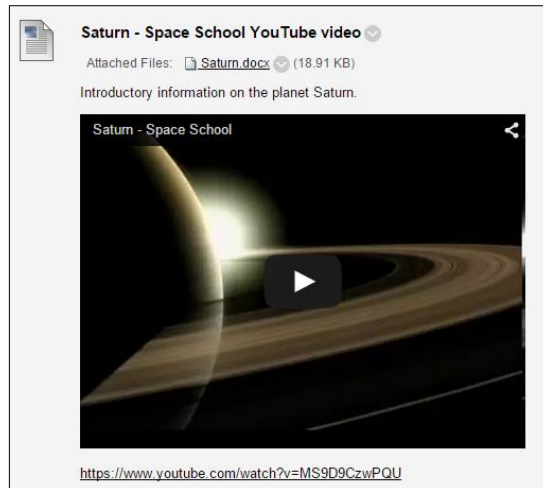 Saturn - Space School YouTube video
Attached Files: Saturn.docx (18.91 KB)
Introductory information on the planet Saturn.
Saturn - Space School
https://www.youtube.com/watch?v=MS9D9CzwPQU